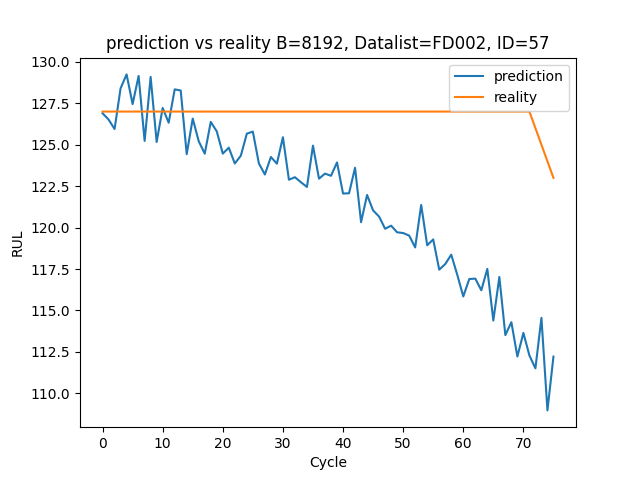 prediction vs reality B=8192, Datalist=FD002, ID=57
prediction
reality
RUL
130.0
127.5
125.0
122.5
120.0
117.5
115.0
112.5
110.0
0 10 20 30 40 50 60 70
Cycle